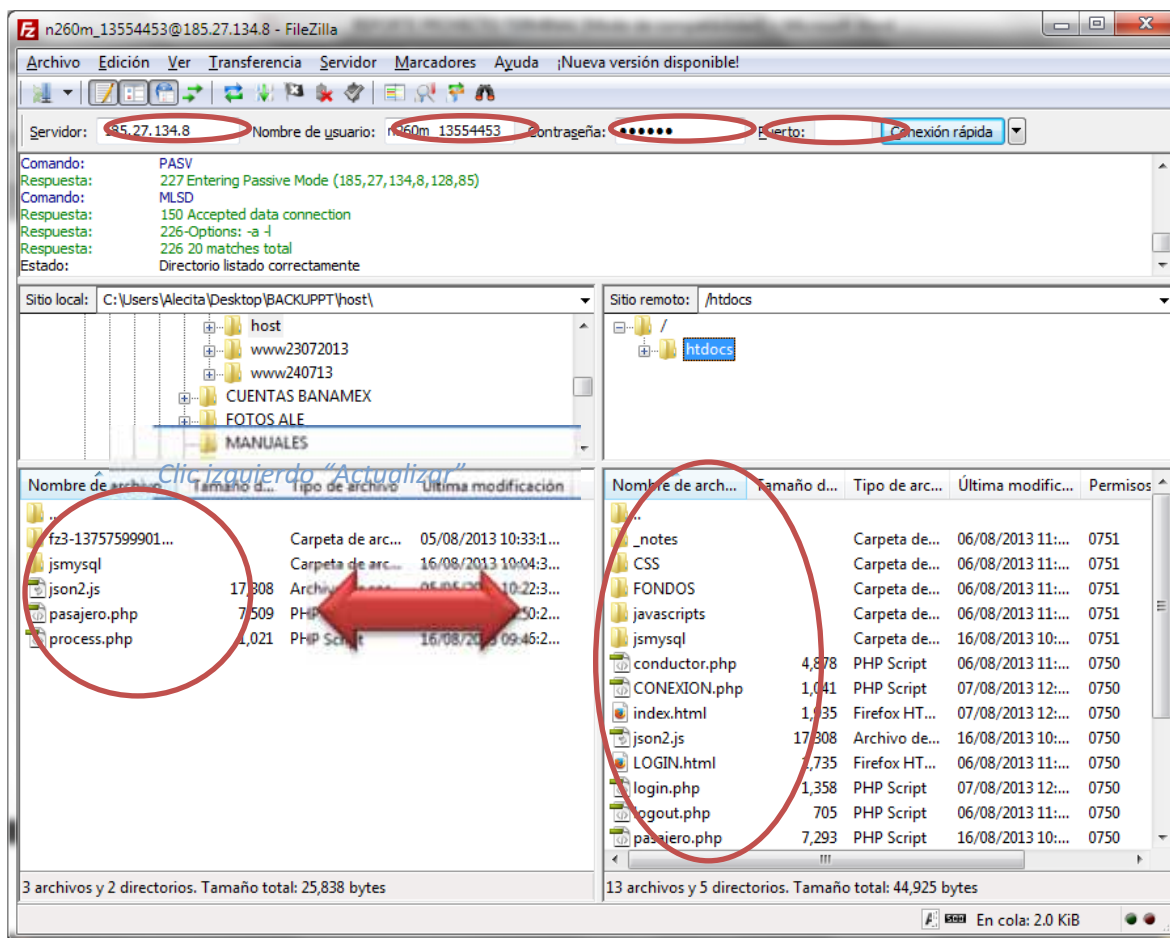 n260m_13554453@185.27.134.8 - FileZilla
Archivo Edición Ver Transferencia Servidor Marcadores Ayuda ¡Nueva versión disponible!
Servidor: 185.27.134.8 Nombre de usuario: n260m_13554453 Contraseña: ●●●●●● Puerto: Conexión rápida
Comando: PASV
Respuesta: 227 Entering Passive Mode (185,27,134,8,128,85)
Comando: MLSD
Respuesta: 150 Accepted data connection
Respuesta: 226-Options: -a -l
Respuesta: 226 20 matches total
Estado: Directorio listado correctamente
Sitio local: C:\Users\Alecita\Desktop\BACKUPPT\host\
host
www23072013
www240713
CUENTAS BANAMEX
FOTOS ALE
MANUALES
Sitio remoto: /htdocs
/
htdocs
Clic izquierdo "Actualizar"
Nombre de archivo Tamaño d... Tipo de archivo Última modificación
..
fz3-13757599901... Carpeta de arc... 05/08/2013 10:33:1...
jsmysql Carpeta de arc... 16/08/2013 10:04:3...
json2.js 17,308 10:22:3...
pasajero.php 7,509 PHP
process.php 1,021 PHP Script 16/08/2013 09:46:2...
3 archivos y 2 directorios. Tamaño total: 25,838 bytes
Nombre de arch... Tamaño d... Tipo de arc... Última modific... Permisos
..
_notes Carpeta de... 06/08/2013 11:... 0751
CSS Carpeta de... 06/08/2013 11:... 0751
FONDOS Carpeta de... 06/08/2013 11:... 0751
javascripts Carpeta de... 06/08/2013 11:... 0751
jsmysql Carpeta de... 16/08/2013 10:... 0751
conductor.php 4,878 PHP Script 06/08/2013 11:... 0750
CONEXION.php 1,041 PHP Script 07/08/2013 12:... 0750
index.html 1,935 Firefox HT... 07/08/2013 12:... 0750
json2.js 17,308 Archivo de... 16/08/2013 10:... 0750
LOGIN.html 1,735 Firefox HT... 06/08/2013 11:... 0750
login.php 1,358 PHP Script 07/08/2013 12:... 0750
logout.php 705 PHP Script 06/08/2013 11:... 0750
pasajero.php 7,293 PHP Script 16/08/2013 10:... 0750
13 archivos y 5 directorios. Tamaño total: 44,925 bytes
En cola: 2.0 KiB